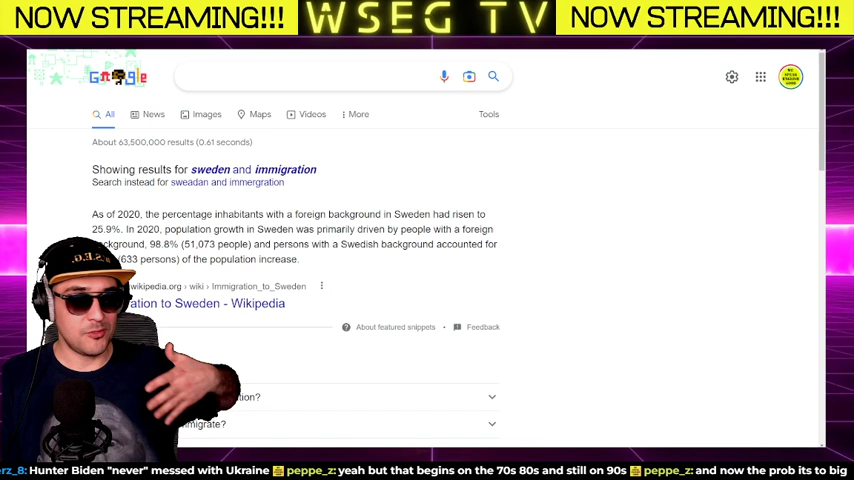 NOW STREAMING!!!
WSEG TV
NOW STREAMING!!!
Google
All
News
Images
Maps
Videos
More
Tools
About 63,500,000 results (0.61 seconds)
Showing results for sweden and immigration
Search instead for sweadan and immergration
As of 2020, the percentage inhabitants with a foreign background in Sweden had risen to
25.9%. In 2020, population growth in Sweden was primarily driven by people with a foreign
ckground, 98.8% (51,073 people) and persons with a Swedish background accounted for
(633 persons) of the population increase.
wikipedia.org › wiki › Immigration_to_Sweden
ation to Sweden - Wikipedia
About featured snippets
Feedback
tion?
migrate?
W.S.E.G.
erz_8: Hunter Biden "never" messed with Ukraine peppe_z: yeah but that begins on the 70s 80s and still on 90s peppe_z: and now the prob its to big